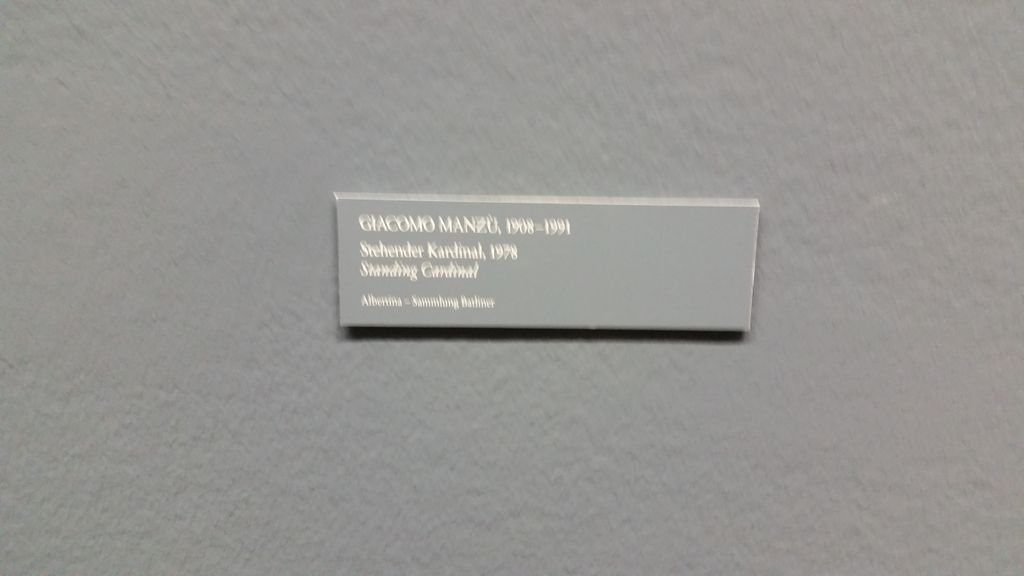 GIACOMO MANZÙ, 1908–1991
Stehender Kardinal, 1978
Standing Cardinal
Albertina – Sammlung Batliner